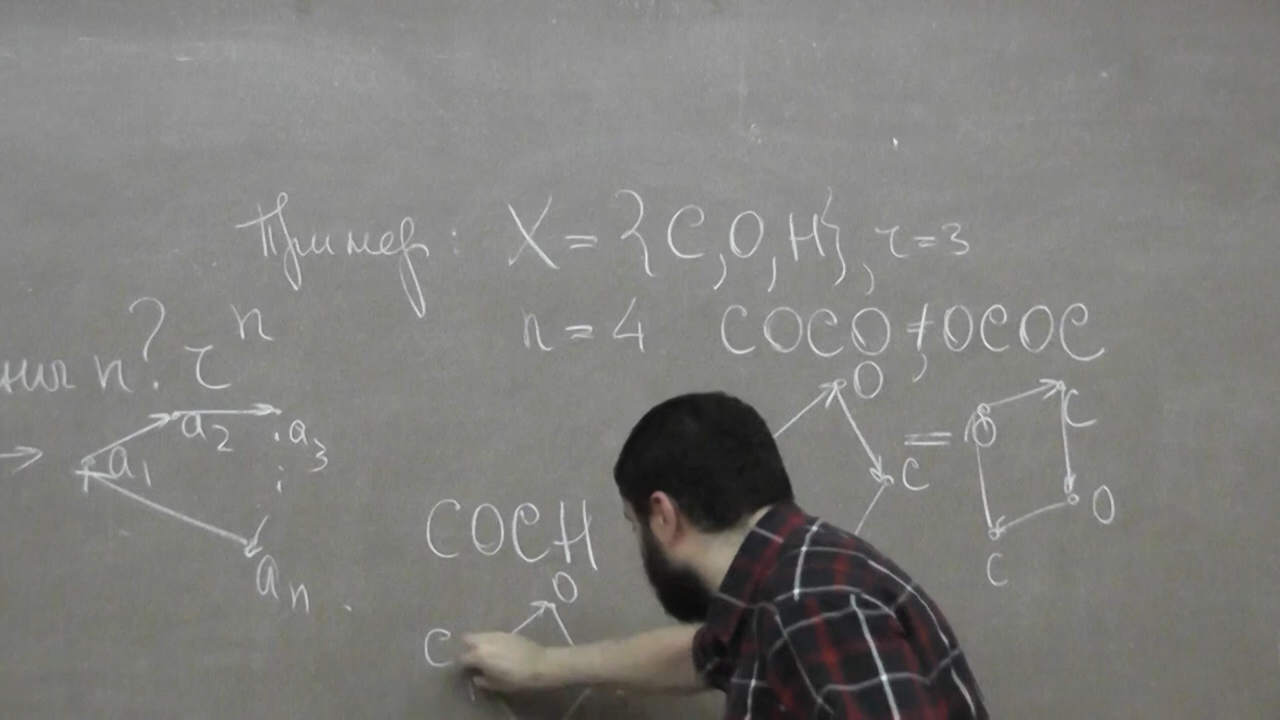 Пример: X = {C,O,H}, r=3
n = 4 COCO ≠, OCOC
ния n? r^n
→ a₁ a₂ a₃ aₙ.
O C = O C O C
COCH
O
C